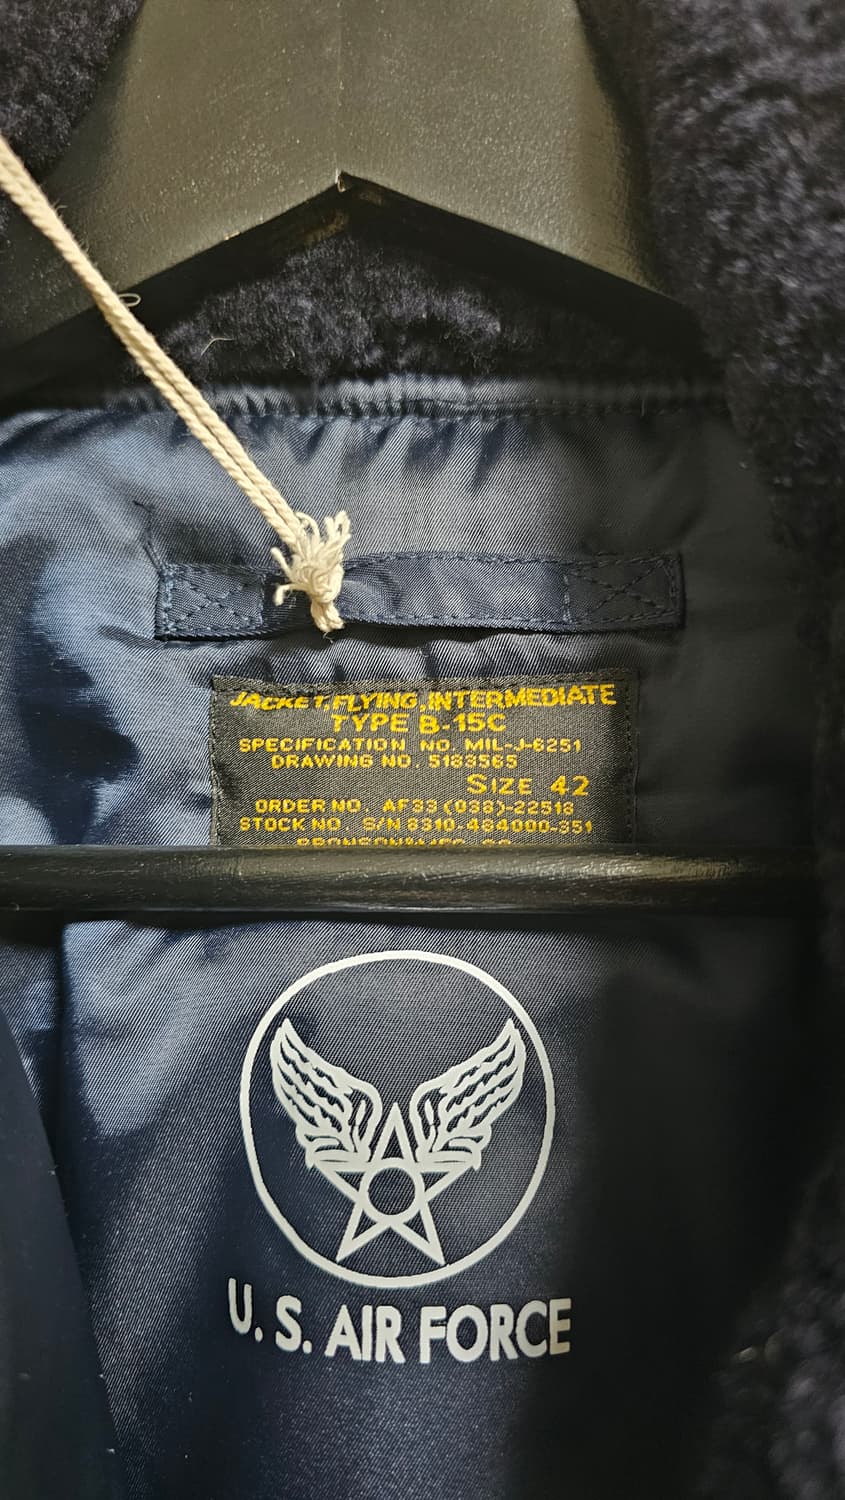 JACKET, FLYING, INTERMEDIATE
TYPE B-15C
SPECIFICATION NO. MIL-J-6251
DRAWING NO. 5183565
SIZE 42
ORDER NO. AF33 (038)-22518
STOCK NO. S/N 8310-484000-351
U. S. AIR FORCE